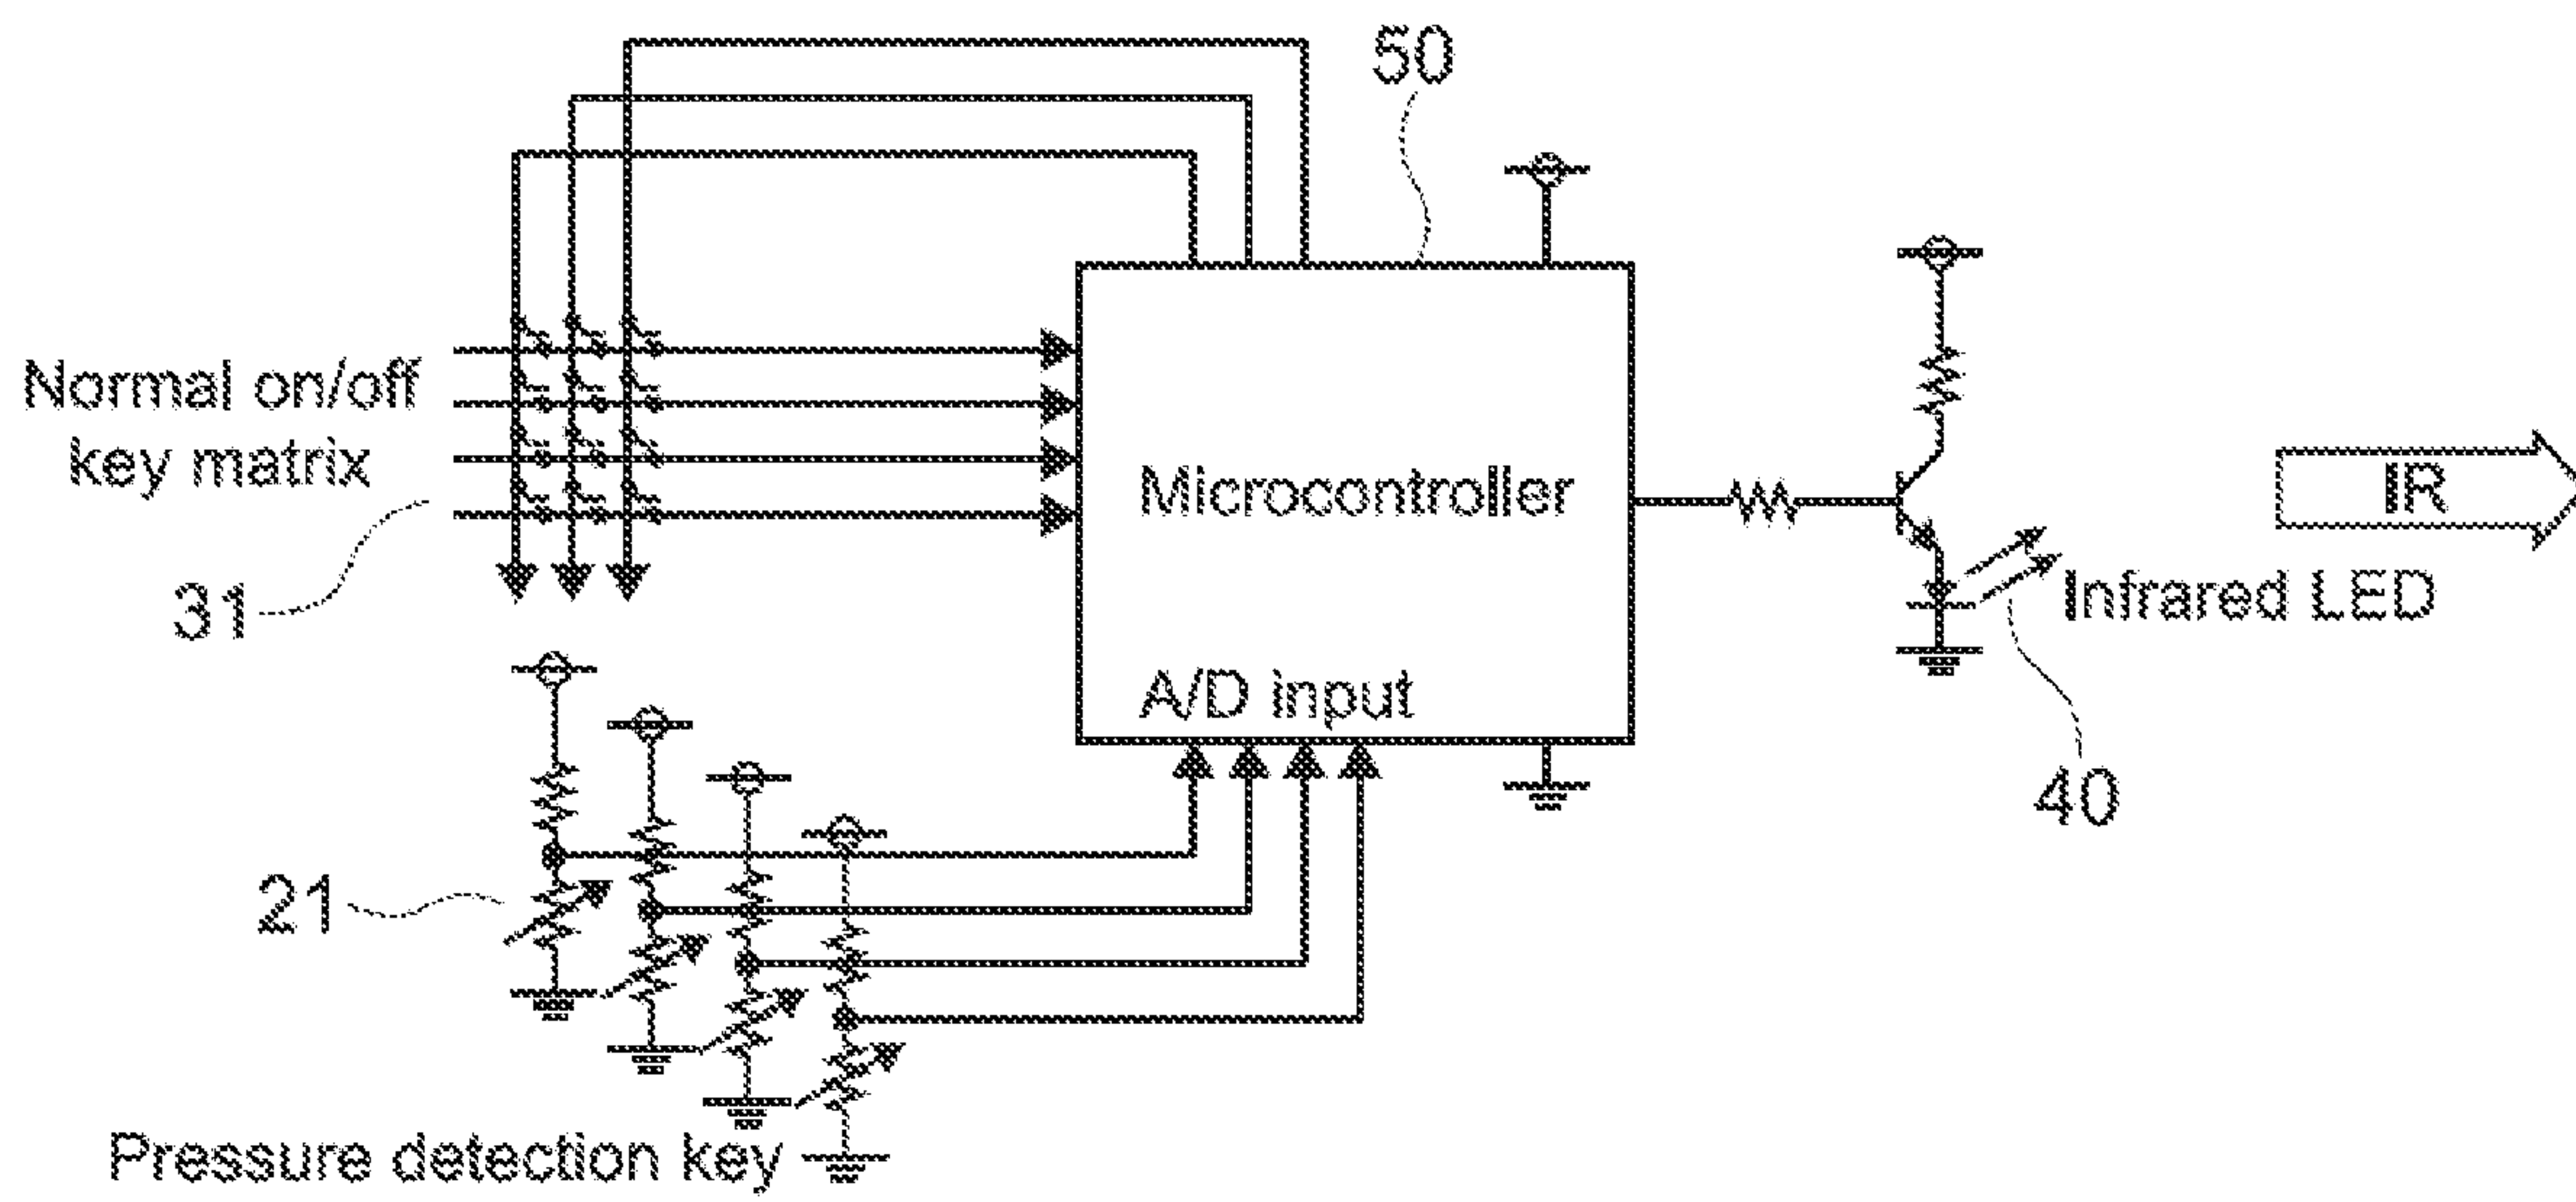 50
Normal on/off
key matrix
31
Microcontroller
IR
Infrared LED
A/D input
40
21
Pressure detection key